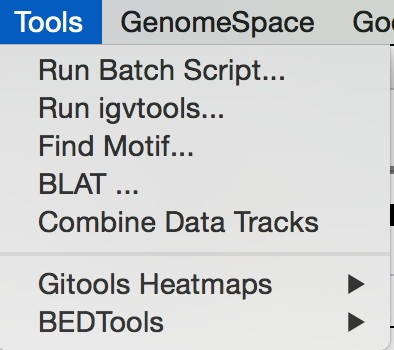 Tools GenomeSpace
Run Batch Script...
Run igvtools...
Find Motif...
BLAT ...
Combine Data Tracks
Gitools Heatmaps
BEDTools